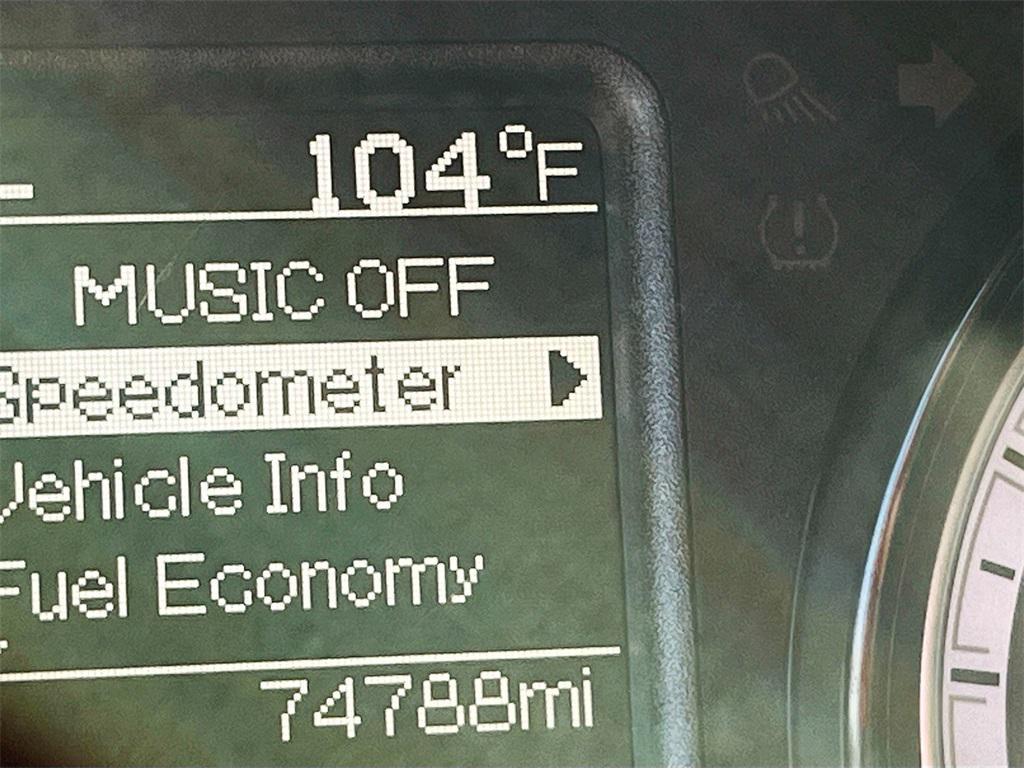 104°F
MUSIC OFF
Speedometer
Vehicle Info
Fuel Economy
74788mi